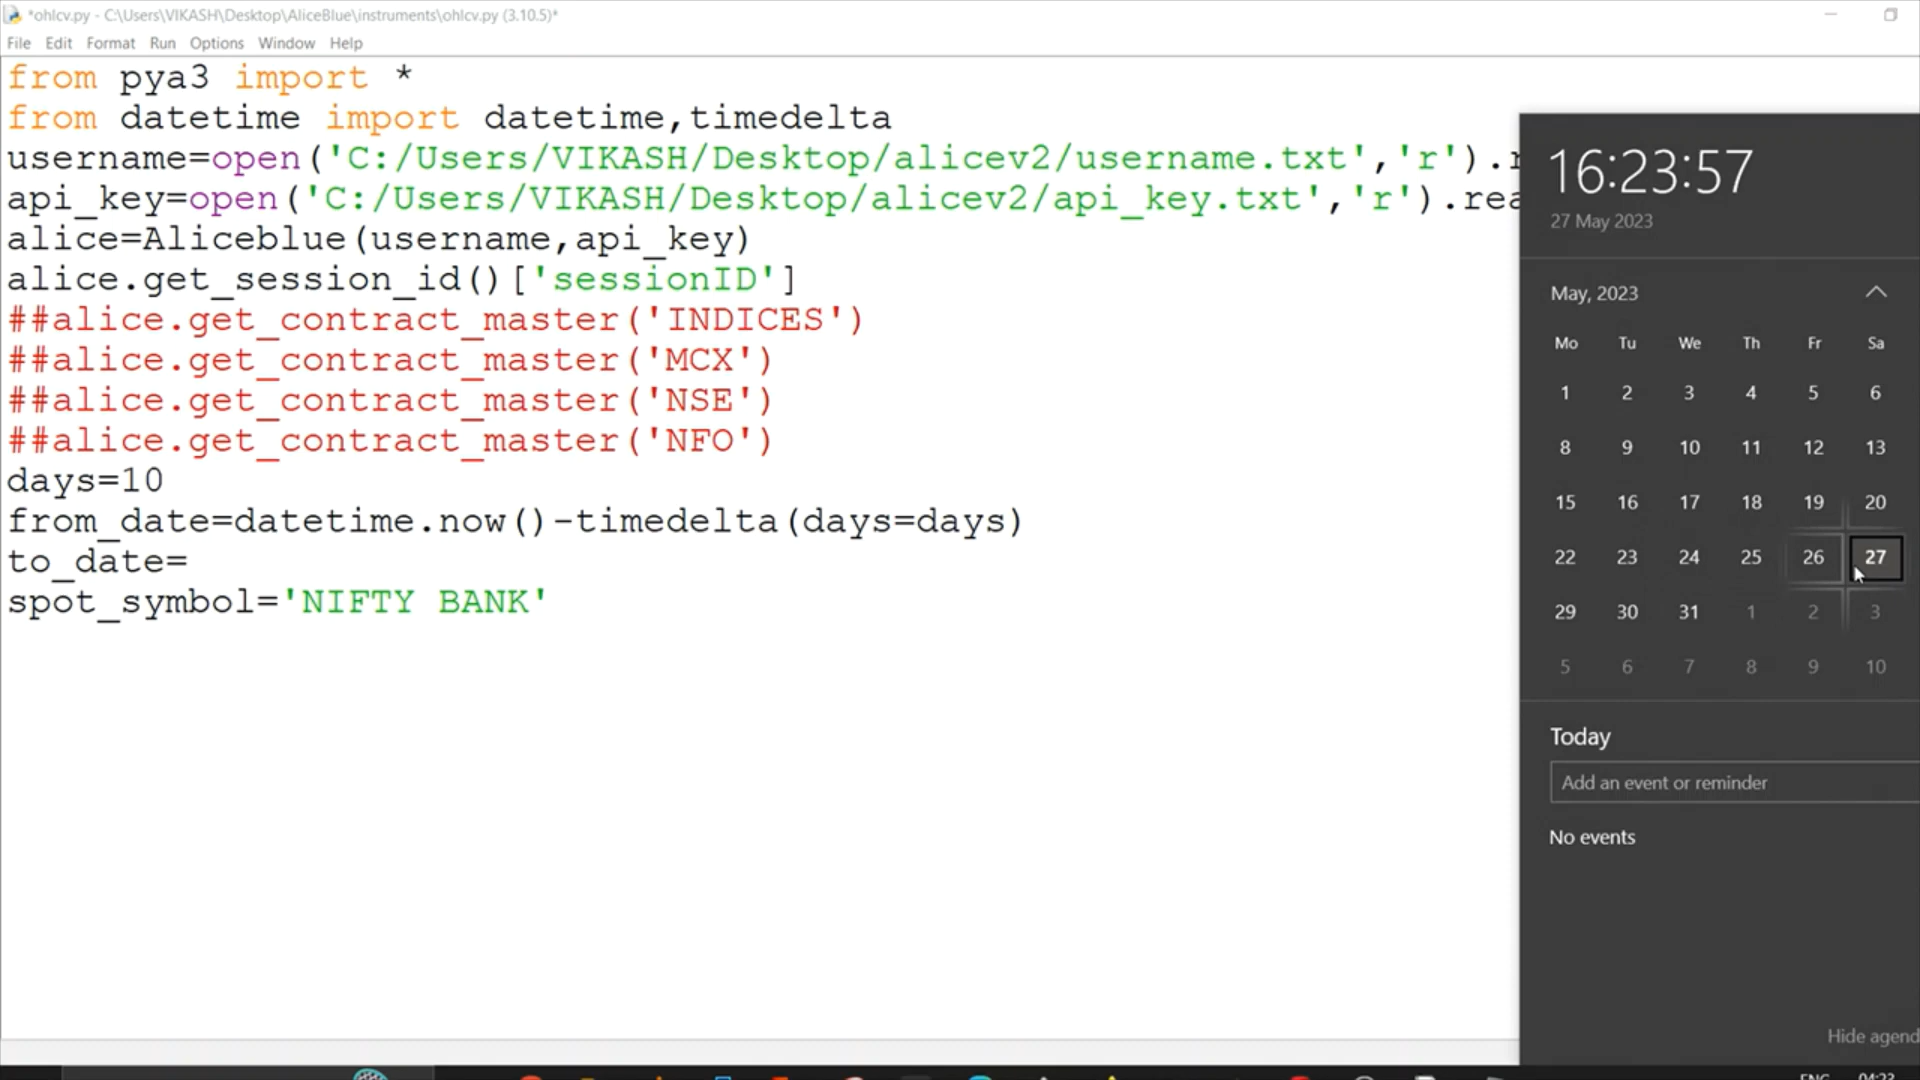 *ohlcv.py - C:\Users\VIKASH\Desktop\AliceBlue\instruments\ohlcv.py (3.10.5)*
File Edit Format Run Options Window Help
from pya3 import *
from datetime import datetime,timedelta
username=open('C:/Users/VIKASH/Desktop/alicev2/username.txt','r').r
api_key=open('C:/Users/VIKASH/Desktop/alicev2/api_key.txt','r').rea
alice=Aliceblue(username,api_key)
alice.get_session_id()['sessionID']
##alice.get_contract_master('INDICES')
##alice.get_contract_master('MCX')
##alice.get_contract_master('NSE')
##alice.get_contract_master('NFO')
days=10
from_date=datetime.now()-timedelta(days=days)
to_date=
spot_symbol='NIFTY BANK'
16:23:57
27 May 2023
May, 2023
Mo Tu We Th Fr Sa
1 2 3 4 5 6
8 9 10 11 12 13
15 16 17 18 19 20
22 23 24 25 26 27
29 30 31 1 2 3
5 6 7 8 9 10
Today
Add an event or reminder
No events
Hide agend
ENG 04:23